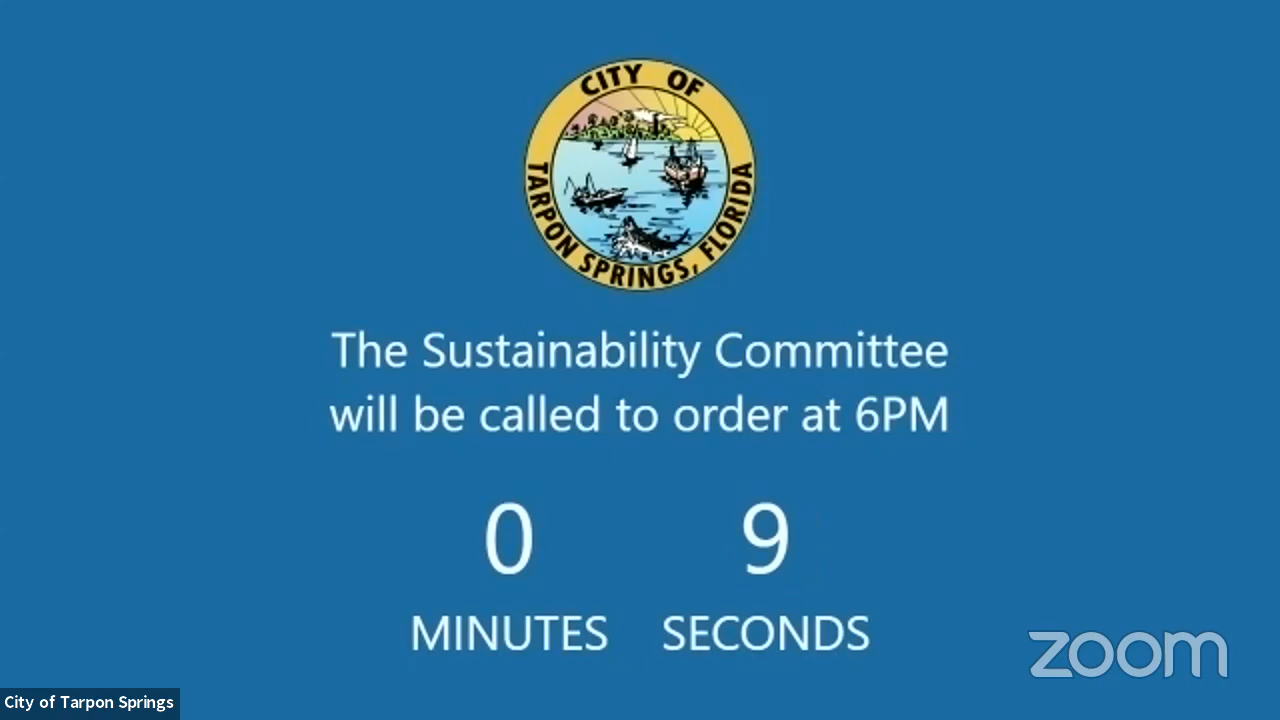 CITY OF
TARPON SPRINGS, FLORIDA
The Sustainability Committee
will be called to order at 6PM
0 9
MINUTES SECONDS
zoom
City of Tarpon Springs